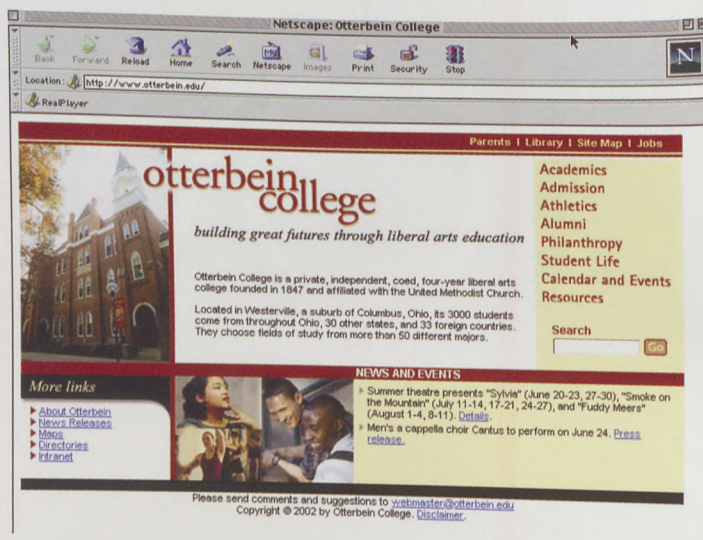 Netscape: Otterbein College
Back Forward Reload Home Search Netscape Images Print Security Stop
N
Location: http://www.otterbein.edu/
RealPlayer
Parents | Library | Site Map | Jobs
otterbein
college
building great futures through liberal arts education
Otterbein College is a private, independent, coed, four-year liberal arts
college founded in 1847 and affiliated with the United Methodist Church.
Located in Westerville, a suburb of Columbus, Ohio, its 3000 students
come from throughout Ohio, 30 other states, and 33 foreign countries.
They choose fields of study from more than 50 different majors.
Academics
Admission
Athletics
Alumni
Philanthropy
Student Life
Calendar and Events
Resources
Search
Go
More links
About Otterbein
News Releases
Maps
Directories
Intranet
NEWS AND EVENTS
Summer theatre presents "Sylvia" (June 20-23, 27-30), "Smoke on
the Mountain" (July 11-14, 17-21, 24-27), and "Fuddy Meers"
(August 1-4, 8-11). Details.
Men's a cappella choir Cantus to perform on June 24. Press
release.
Please send comments and suggestions to webmaster@otterbein.edu
Copyright © 2002 by Otterbein College. Disclaimer.